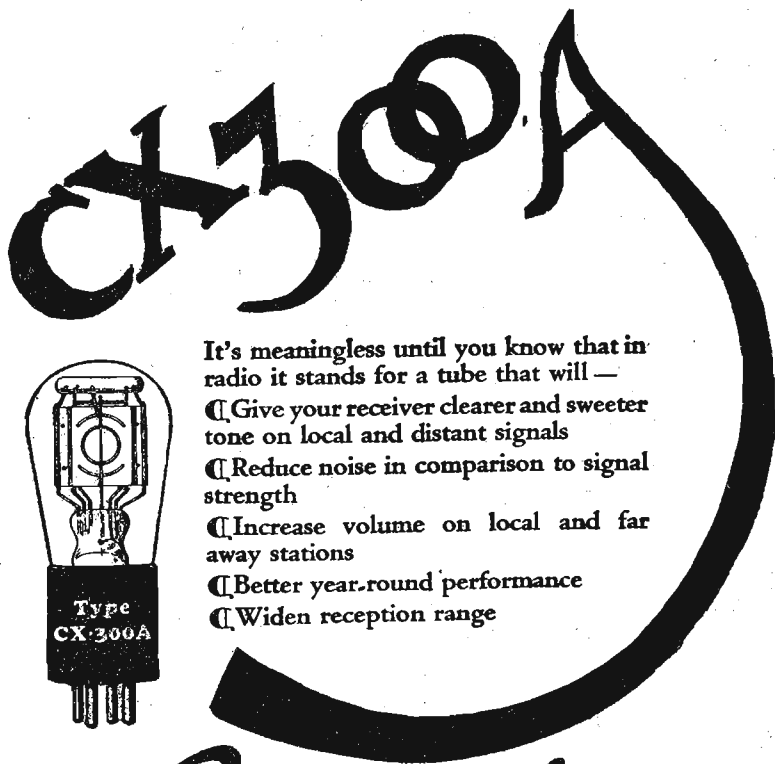 CX300.A
It's meaningless until you know that in
radio it stands for a tube that will —
⁋Give your receiver clearer and sweeter
tone on local and distant signals
⁋Reduce noise in comparison to signal
strength
⁋Increase volume on local and far
away stations
⁋Better year-round performance
⁋Widen reception range
Type
CX·300A